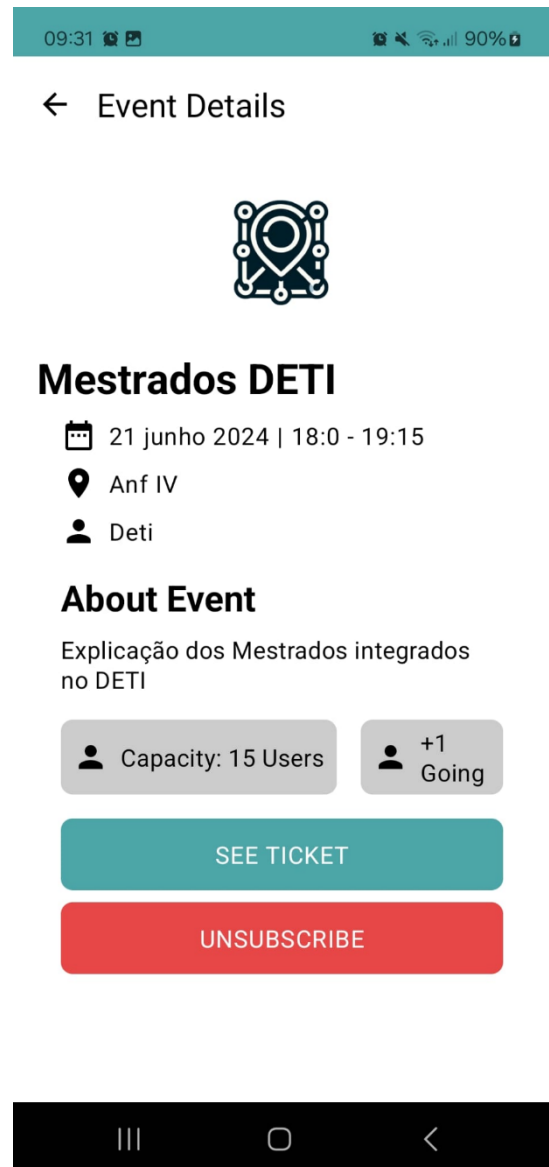 09:31 90%
Event Details
Mestrados DETI
21 junho 2024 | 18:0 - 19:15
Anf IV
Deti
About Event
Explicação dos Mestrados integrados
no DETI
Capacity: 15 Users
+1
Going
SEE TICKET
UNSUBSCRIBE